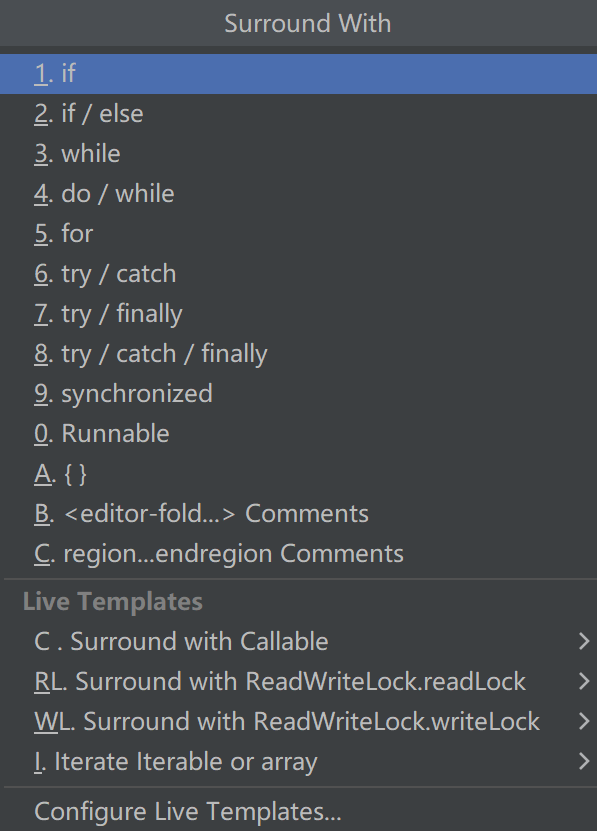 Surround With
1. if
2. if / else
3. while
4. do / while
5. for
6. try / catch
7. try / finally
8. try / catch / finally
9. synchronized
0. Runnable
A. { }
B. <editor-fold...> Comments
C. region...endregion Comments
Live Templates
C . Surround with Callable
RL. Surround with ReadWriteLock.readLock
WL. Surround with ReadWriteLock.writeLock
I. Iterate Iterable or array
Configure Live Templates...